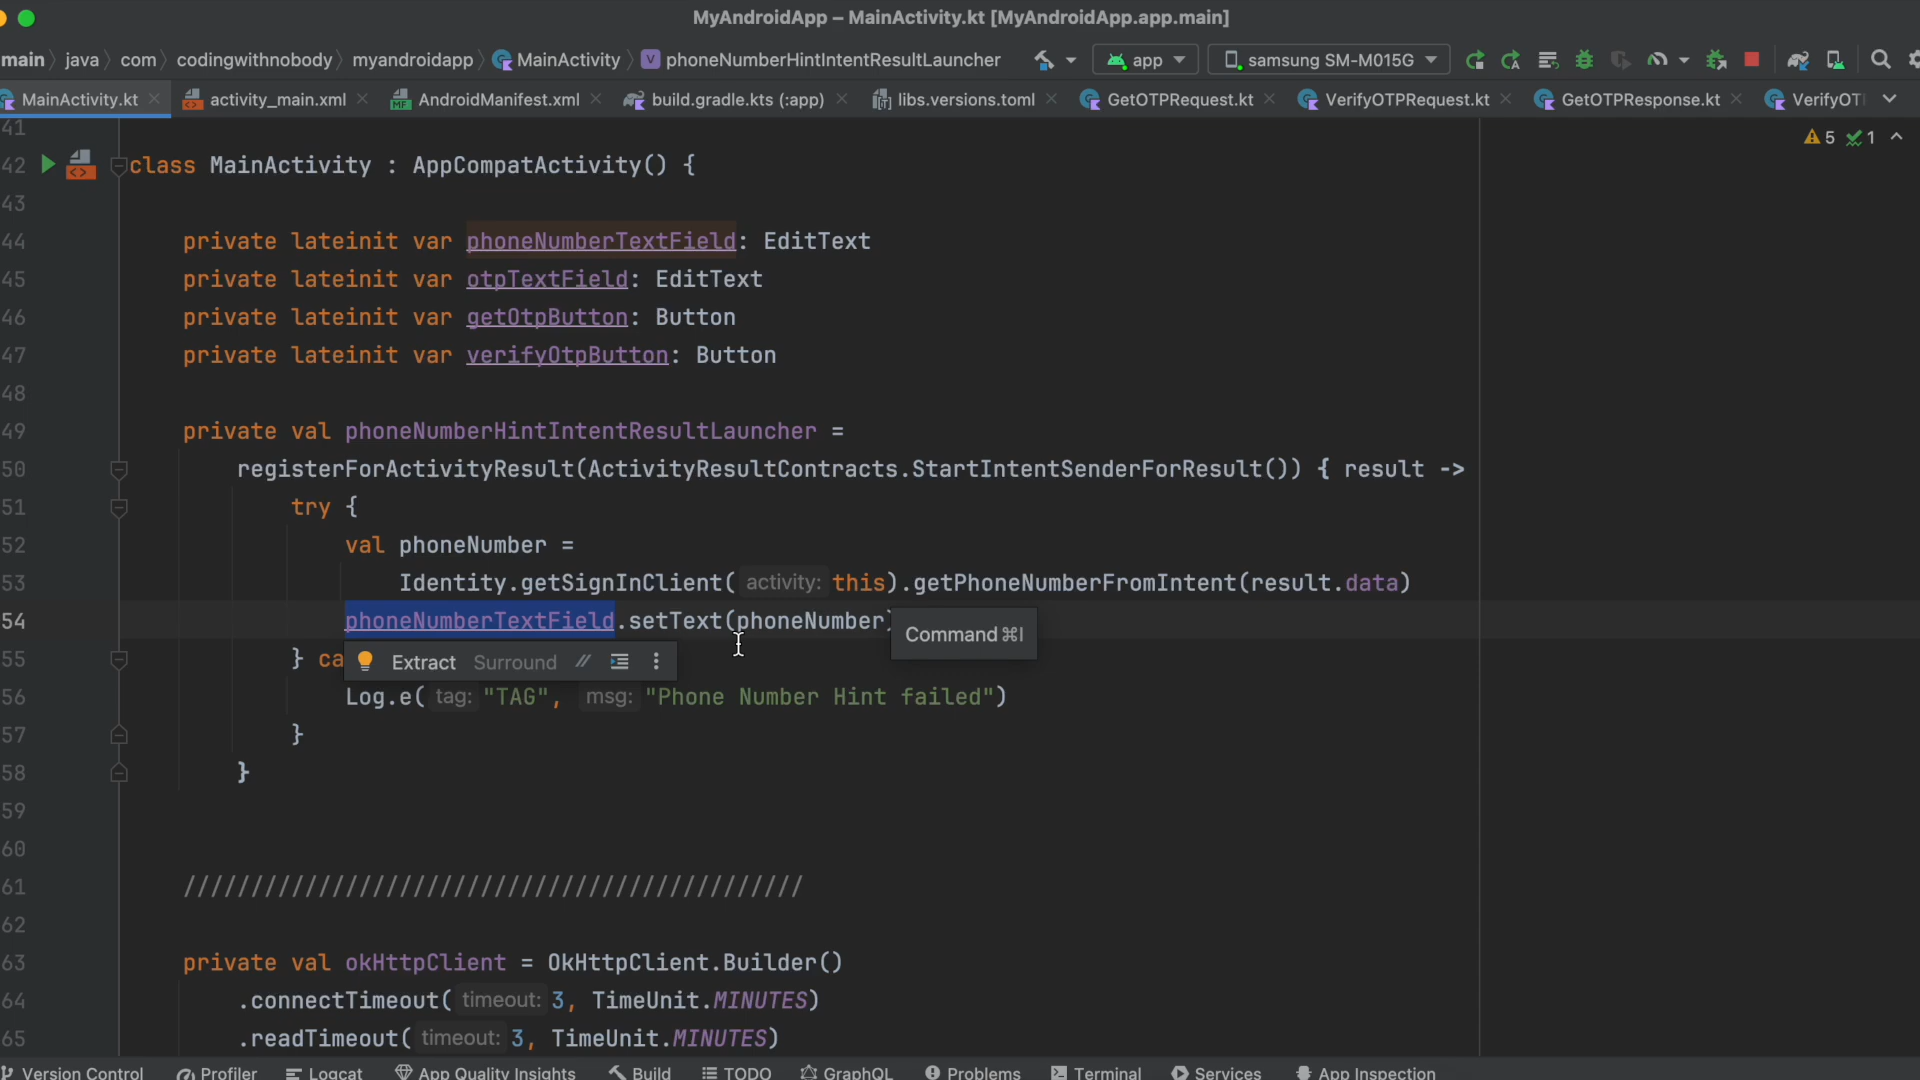 MyAndroidApp – MainActivity.kt [MyAndroidApp.app.main]
main java com codingwithnobody myandroidapp MainActivity V phoneNumberHintIntentResultLauncher app samsung SM-M015G
MainActivity.kt activity_main.xml MF AndroidManifest.xml build.gradle.kts (:app) libs.versions.toml GetOTPRequest.kt VerifyOTPRequest.kt GetOTPResponse.kt VerifyOT
41
5 1
42 class MainActivity : AppCompatActivity() {
43
44 private lateinit var phoneNumberTextField: EditText
45 private lateinit var otpTextField: EditText
46 private lateinit var getOtpButton: Button
47 private lateinit var verifyOtpButton: Button
48
49 private val phoneNumberHintIntentResultLauncher =
50 registerForActivityResult(ActivityResultContracts.StartIntentSenderForResult()) { result ->
51 try {
52 val phoneNumber =
53 Identity.getSignInClient( activity: this).getPhoneNumberFromIntent(result.data)
54 phoneNumberTextField.setText(phoneNumber)
Command ⌘I
55 } ca
Extract Surround //
56 Log.e( tag: "TAG", msg: "Phone Number Hint failed")
57 }
58 }
59
60
61 //////////////////////////////////////////////
62
63 private val okHttpClient = OkHttpClient.Builder()
64 .connectTimeout( timeout: 3, TimeUnit.MINUTES)
65 .readTimeout( timeout: 3, TimeUnit.MINUTES)
Version Control Profiler Logcat App Quality Insights Build TODO GraphQL Problems Terminal Services App Inspection